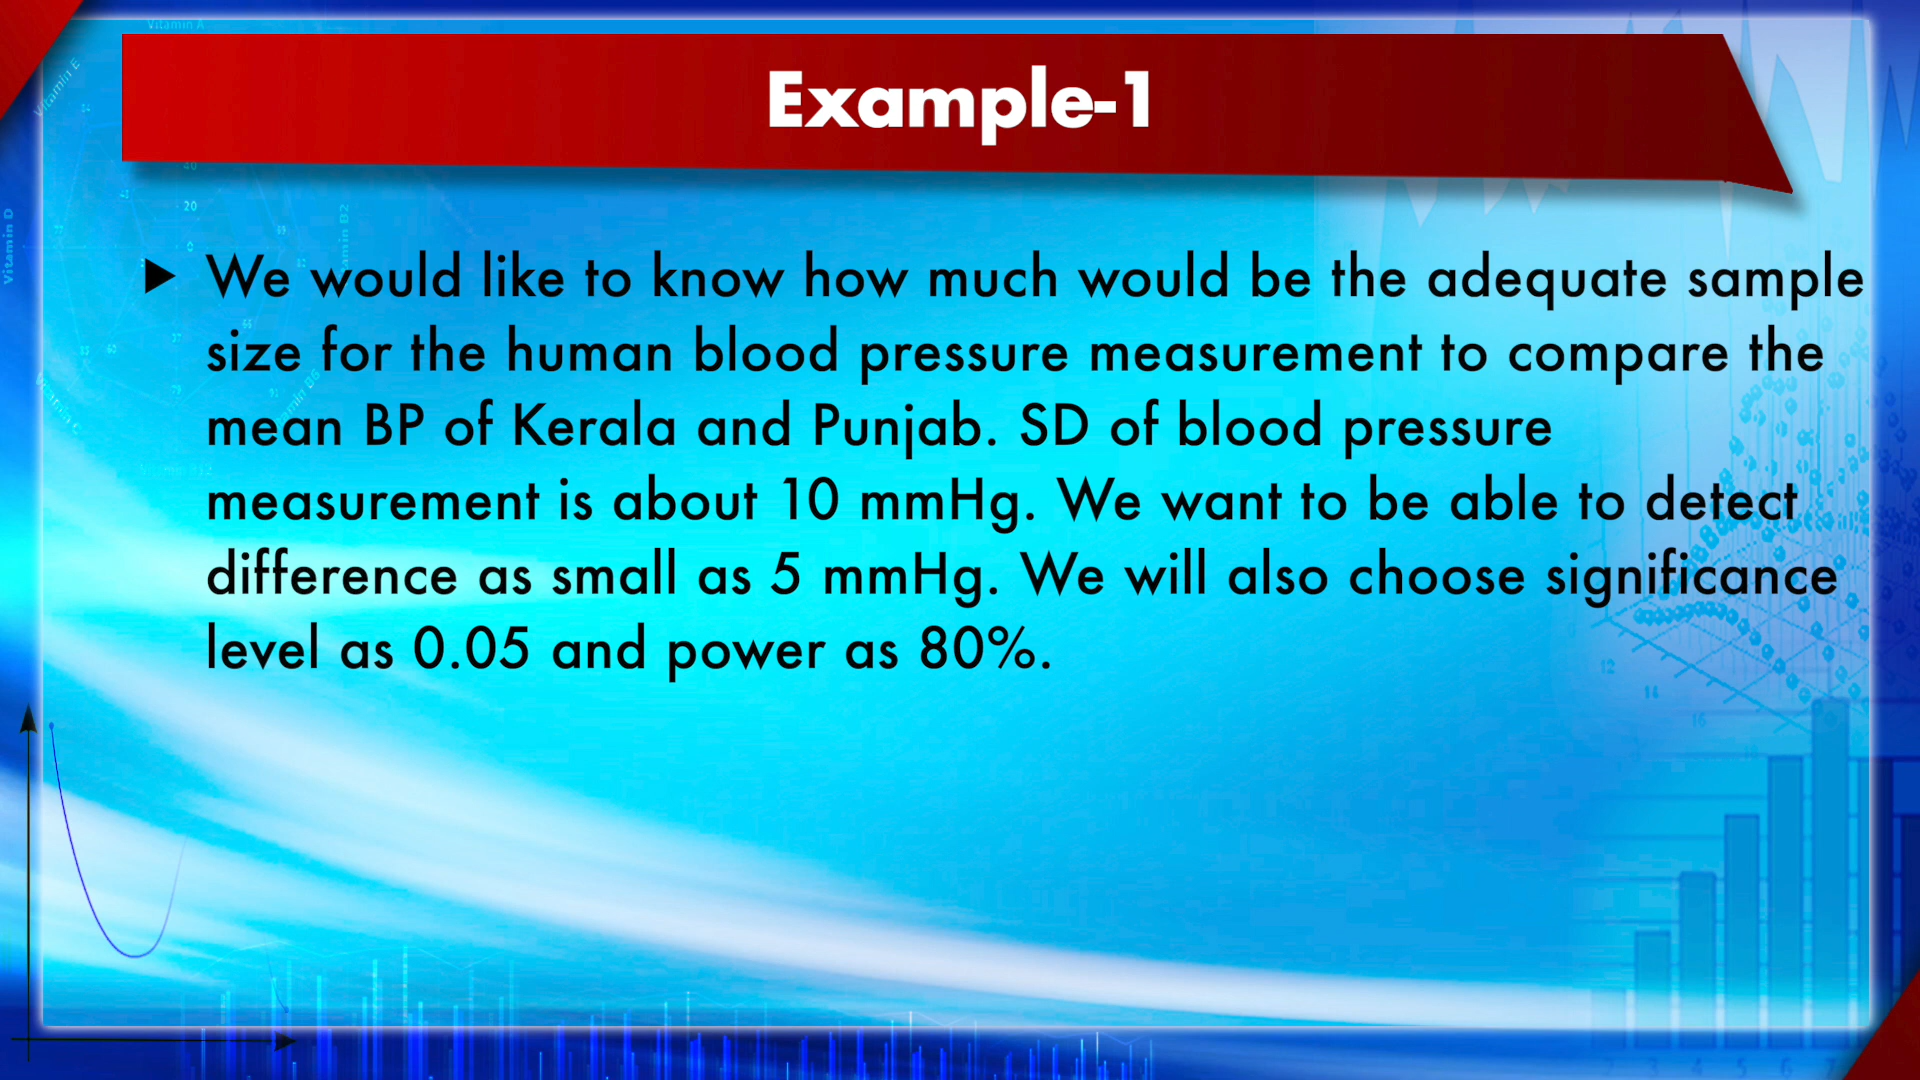 Example-1
We would like to know how much would be the adequate sample
size for the human blood pressure measurement to compare the
mean BP of Kerala and Punjab. SD of blood pressure
measurement is about 10 mmHg. We want to be able to detect
difference as small as 5 mmHg. We will also choose significance
level as 0.05 and power as 80%.